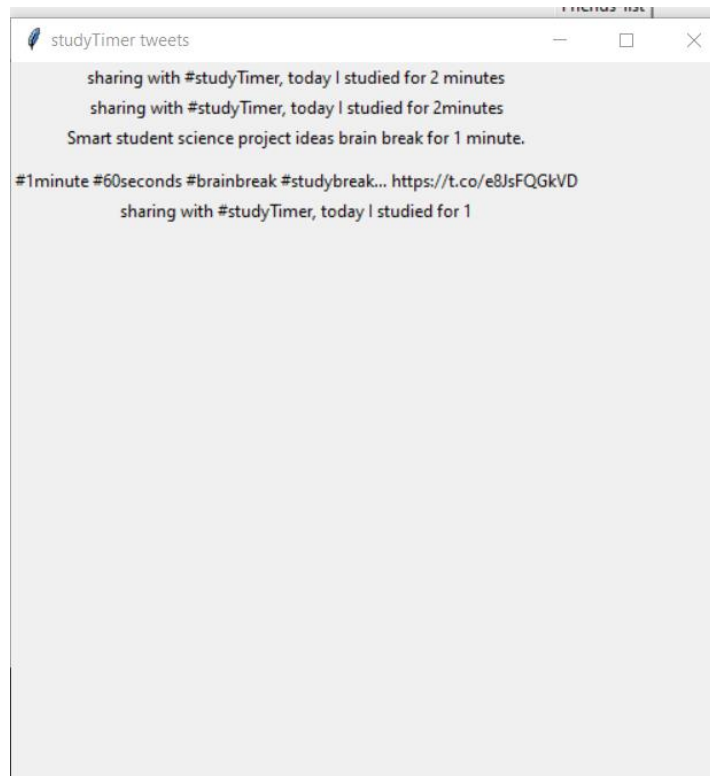 Friends list
studyTimer tweets
sharing with #studyTimer, today I studied for 2 minutes
sharing with #studyTimer, today I studied for 2minutes
Smart student science project ideas brain break for 1 minute.
#1minute #60seconds #brainbreak #studybreak... https://t.co/e8JsFQGkVD
sharing with #studyTimer, today I studied for 1